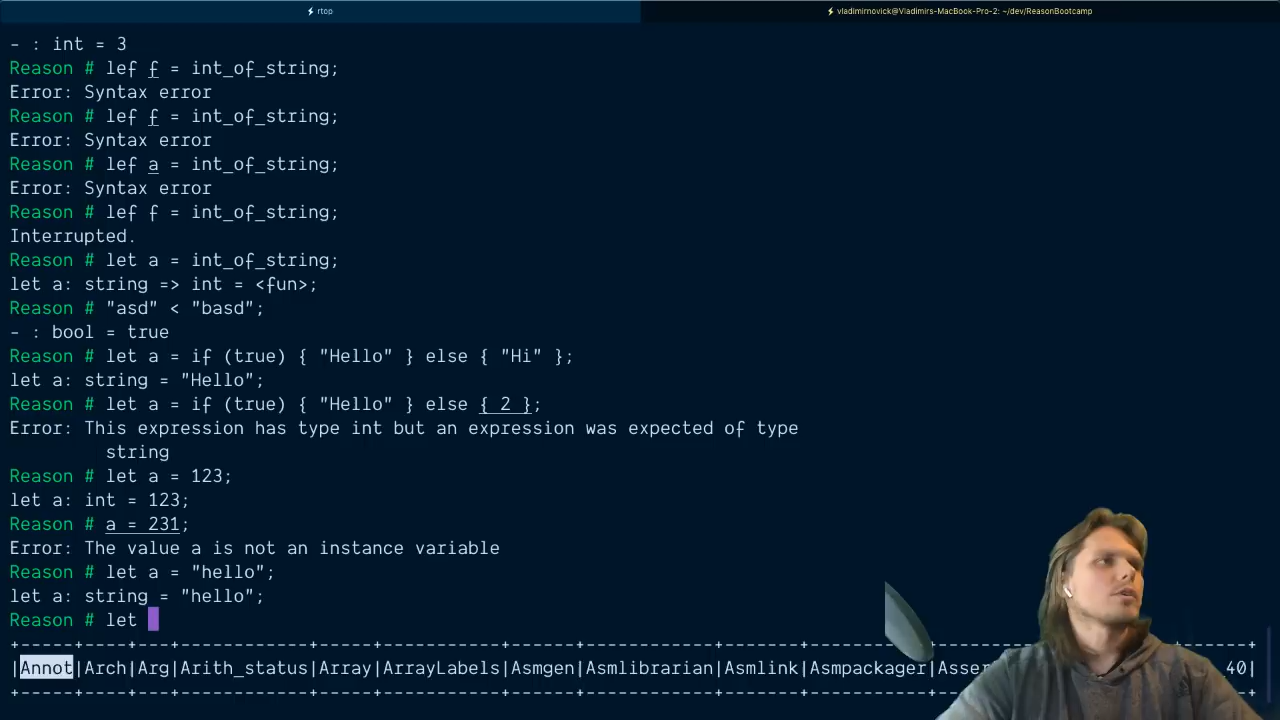 ⚡ rtop
⚡ vladimirnovick@Vladimirs-MacBook-Pro-2: ~/dev/ReasonBootcamp
- : int = 3
Reason # lef f = int_of_string;
Error: Syntax error
Reason # lef f = int_of_string;
Error: Syntax error
Reason # lef a = int_of_string;
Error: Syntax error
Reason # lef f = int_of_string;
Interrupted.
Reason # let a = int_of_string;
let a: string => int = <fun>;
Reason # "asd" < "basd";
- : bool = true
Reason # let a = if (true) { "Hello" } else { "Hi" };
let a: string = "Hello";
Reason # let a = if (true) { "Hello" } else { 2 };
Error: This expression has type int but an expression was expected of type
string
Reason # let a = 123;
let a: int = 123;
Reason # a = 231;
Error: The value a is not an instance variable
Reason # let a = "hello";
let a: string = "hello";
Reason # let
|Annot|Arch|Arg|Arith_status|Array|ArrayLabels|Asmgen|Asmlibrarian|Asmlink|Asmpackager|